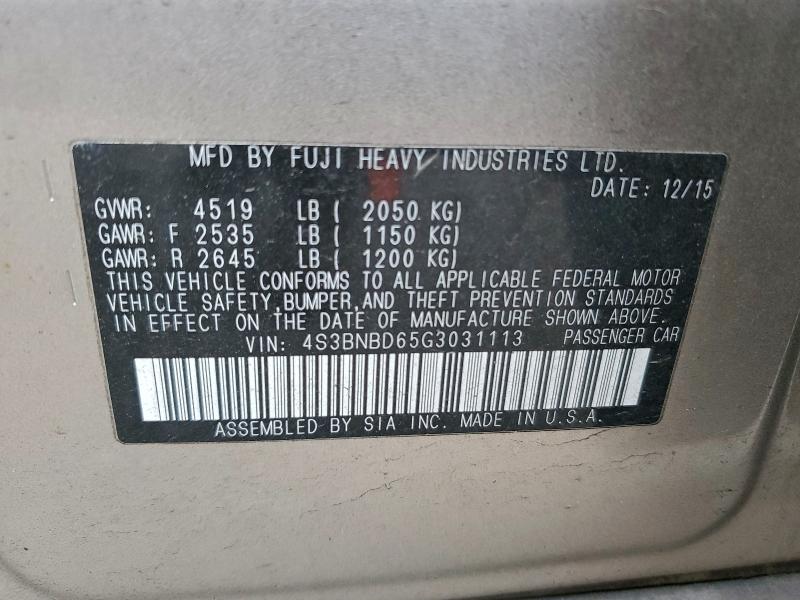 MFD BY FUJI HEAVY INDUSTRIES LTD.
DATE: 12/15
GVWR: 4519 LB ( 2050 KG)
GAWR: F 2535 LB ( 1150 KG)
GAWR: R 2645 LB ( 1200 KG)
THIS VEHICLE CONFORMS TO ALL APPLICABLE FEDERAL MOTOR
VEHICLE SAFETY, BUMPER, AND THEFT PREVENTION STANDARDS
IN EFFECT ON THE DATE OF MANUFACTURE SHOWN ABOVE.
VIN: 4S3BNBD65G3031113 PASSENGER CAR
ASSEMBLED BY SIA INC. MADE IN U.S.A.